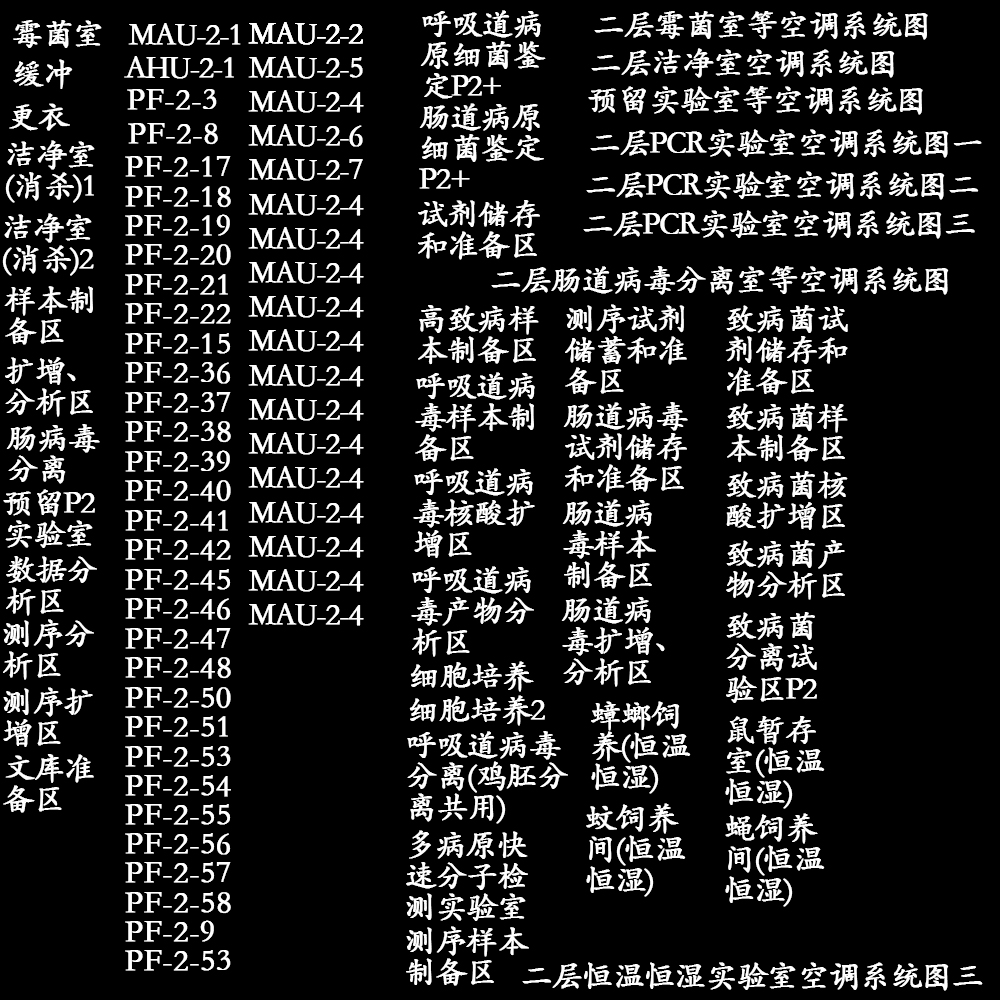 霉菌室
缓冲
更衣
洁净室
(消杀)1
洁净室
(消杀)2
样本制
备区
扩增、
分析区
肠病毒
分离
预留P2
实验室
数据分
析区
测序分
析区
测序扩
增区
文库准
备区
MAU-2-1
AHU-2-1
PF-2-3
PF-2-8
PF-2-17
PF-2-18
PF-2-19
PF-2-20
PF-2-21
PF-2-22
PF-2-15
PF-2-36
PF-2-37
PF-2-38
PF-2-39
PF-2-40
PF-2-41
PF-2-42
PF-2-45
PF-2-46
PF-2-47
PF-2-48
PF-2-50
PF-2-51
PF-2-53
PF-2-54
PF-2-55
PF-2-56
PF-2-57
PF-2-58
PF-2-9
PF-2-53
MAU-2-2
MAU-2-5
MAU-2-4
MAU-2-6
MAU-2-7
MAU-2-4
MAU-2-4
MAU-2-4
MAU-2-4
MAU-2-4
MAU-2-4
MAU-2-4
MAU-2-4
MAU-2-4
MAU-2-4
MAU-2-4
MAU-2-4
MAU-2-4
呼吸道病
原细菌鉴
定P2+
肠道病原
细菌鉴定
P2+
试剂储存
和准备区
二层霉菌室等空调系统图
二层洁净室空调系统图
预留实验室等空调系统图
二层PCR实验室空调系统图一
二层PCR实验室空调系统图二
二层PCR实验室空调系统图三
二层肠道病毒分离室等空调系统图
高致病样
本制备区
呼吸道病
毒样本制
备区
呼吸道病
毒核酸扩
增区
呼吸道病
毒产物分
析区
细胞培养
细胞培养2
呼吸道病毒
分离(鸡胚分
离共用)
多病原快
速分子检
测实验室
测序样本
制备区
测序试剂
储蓄和准
备区
肠道病毒
试剂储存
和准备区
肠道病
毒样本
制备区
肠道病
毒扩增、
分析区
蟑螂饲
养(恒温
恒湿)
蚊饲养
间(恒温
恒湿)
致病菌试
剂储存和
准备区
致病菌样
本制备区
致病菌核
酸扩增区
致病菌产
物分析区
致病菌
分离试
验区P2
鼠暂存
室(恒温
恒湿)
蝇饲养
间(恒温
恒湿)
二层恒温恒湿实验室空调系统图三